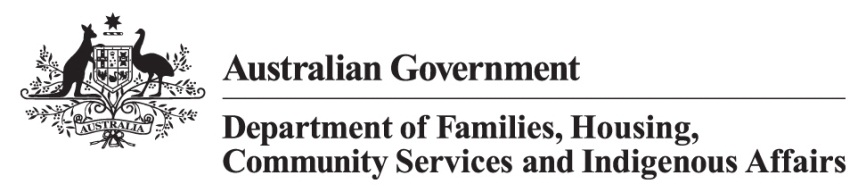 AUSTRALIA
Australian Government
Department of Families, Housing,
Community Services and Indigenous Affairs